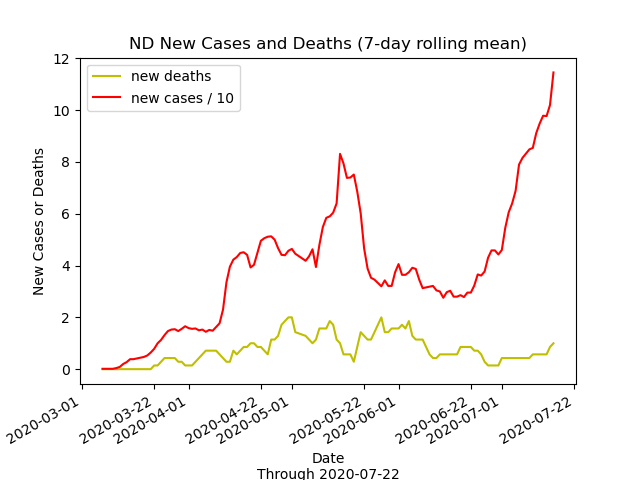 ND New Cases and Deaths (7-day rolling mean)
new deaths
new cases / 10
12
10
8
6
4
2
0
New Cases or Deaths
2020-03-01
2020-03-22
2020-04-01
2020-04-22
2020-05-01
2020-05-22
2020-06-01
2020-06-22
2020-07-01
2020-07-22
Date
Through 2020-07-22